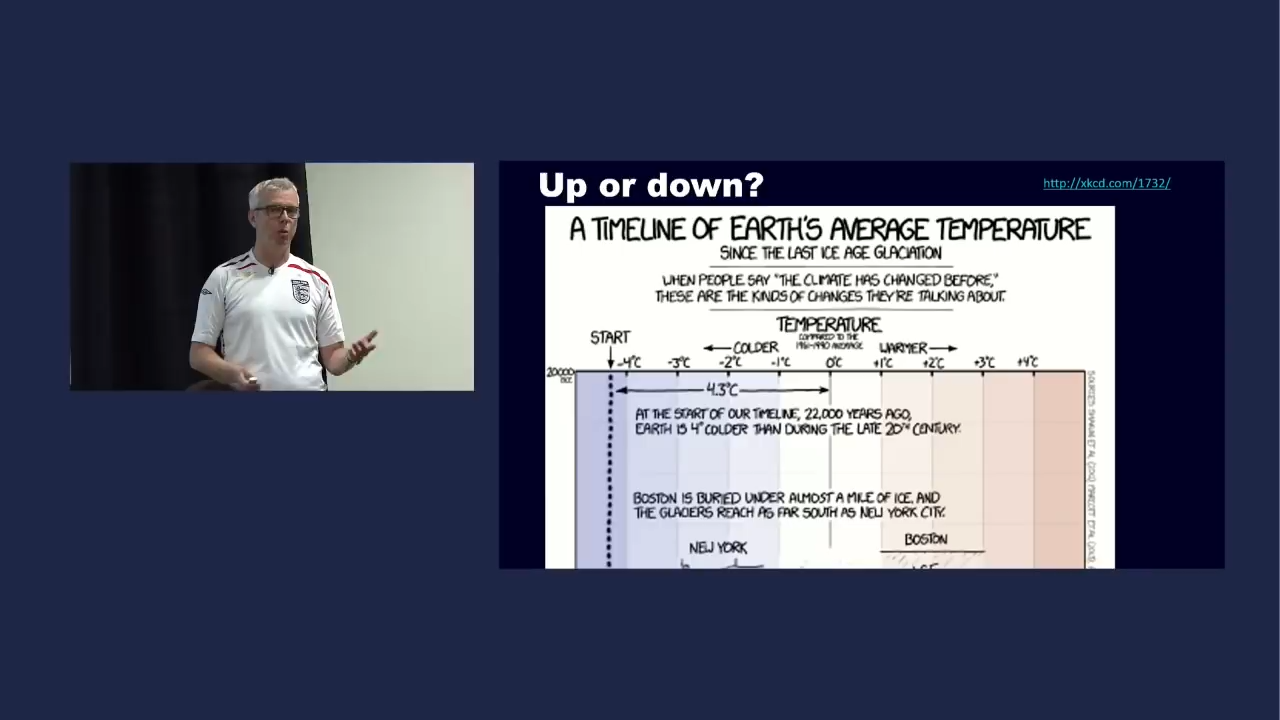 Up or down?
http://xkcd.com/1732/
A TIMELINE OF EARTH'S AVERAGE TEMPERATURE
SINCE THE LAST ICE AGE GLACIATION
WHEN PEOPLE SAY "THE CLIMATE HAS CHANGED BEFORE,"
THESE ARE THE KINDS OF CHANGES THEY'RE TALKING ABOUT.
TEMPERATURE
COMPARED TO THE
1961-1990 AVERAGE
START
COLDER
WARMER
-4°C -3°C -2°C -1°C 0°C +1°C +2°C +3°C +4°C
20000
BCE
4.3°C
AT THE START OF OUR TIMELINE, 22,000 YEARS AGO,
EARTH IS 4° COLDER THAN DURING THE LATE 20TH CENTURY.
BOSTON IS BURIED UNDER ALMOST A MILE OF ICE, AND
THE GLACIERS REACH AS FAR SOUTH AS NEW YORK CITY.
NEW YORK
BOSTON